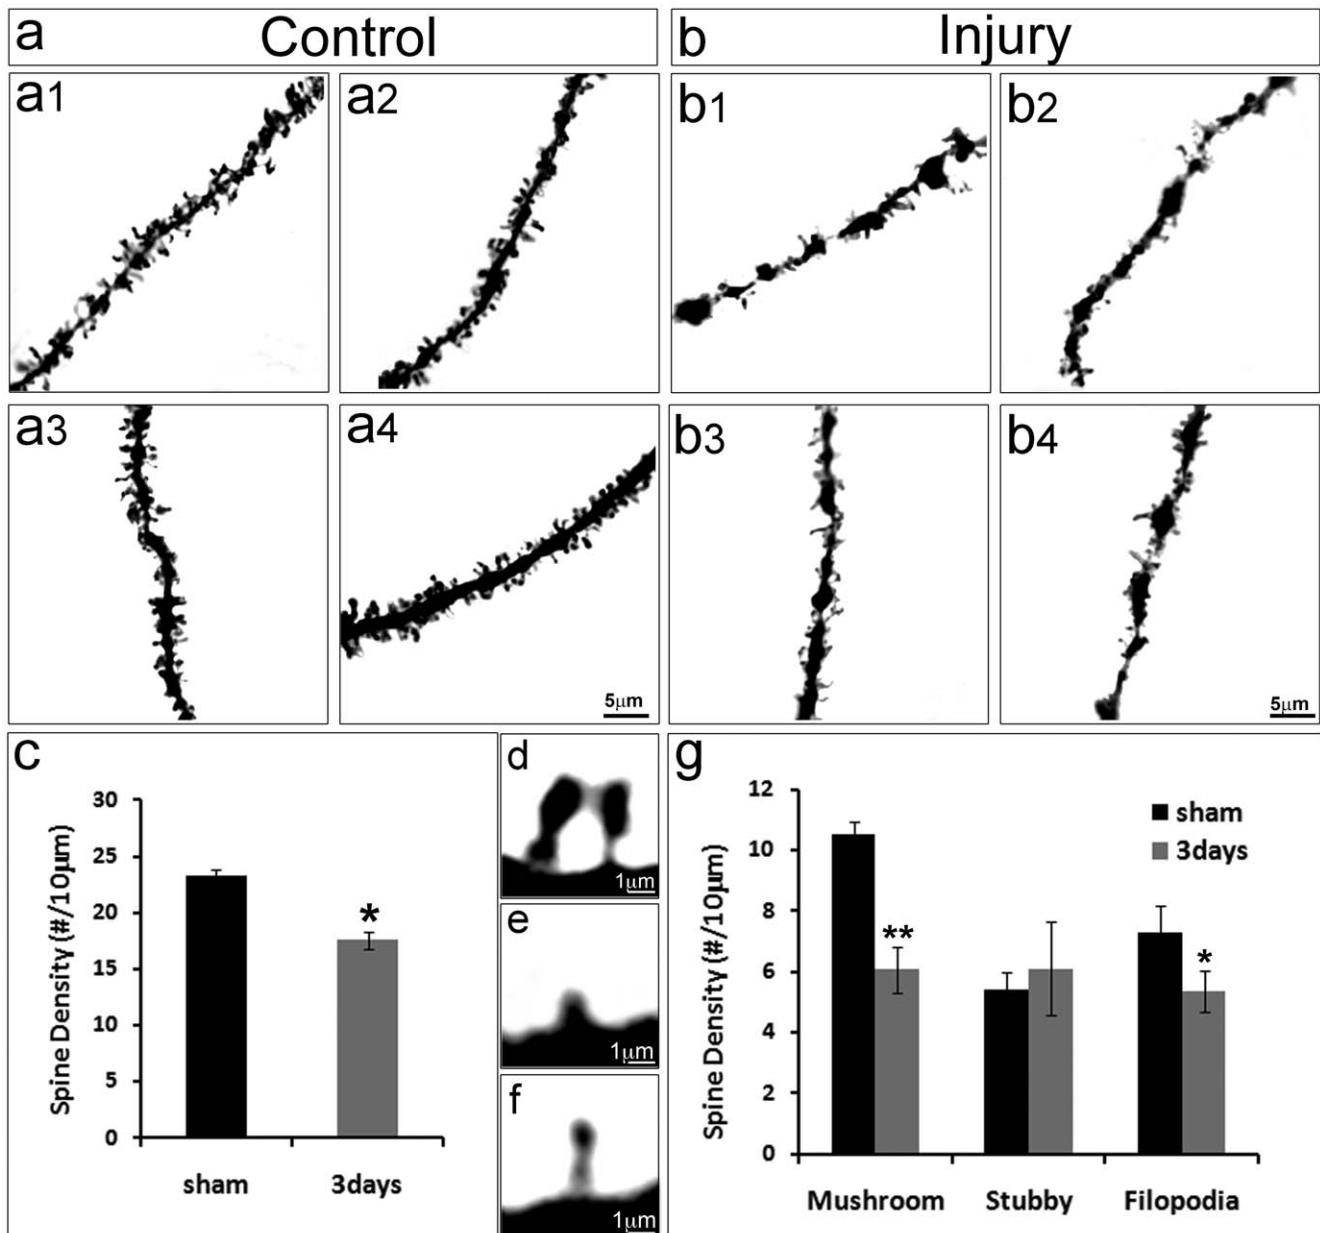 a Control
b Injury
a1
a2
b1
b2
a3
a4
b3
b4
5μm
5μm
c
Spine Density (#/10μm)
30
25
20
15
10
5
0
*
sham
3days
d
1μm
e
1μm
f
1μm
g
Spine Density (#/10μm)
12
10
8
6
4
2
0
sham
3days
**
*
Mushroom
Stubby
Filopodia